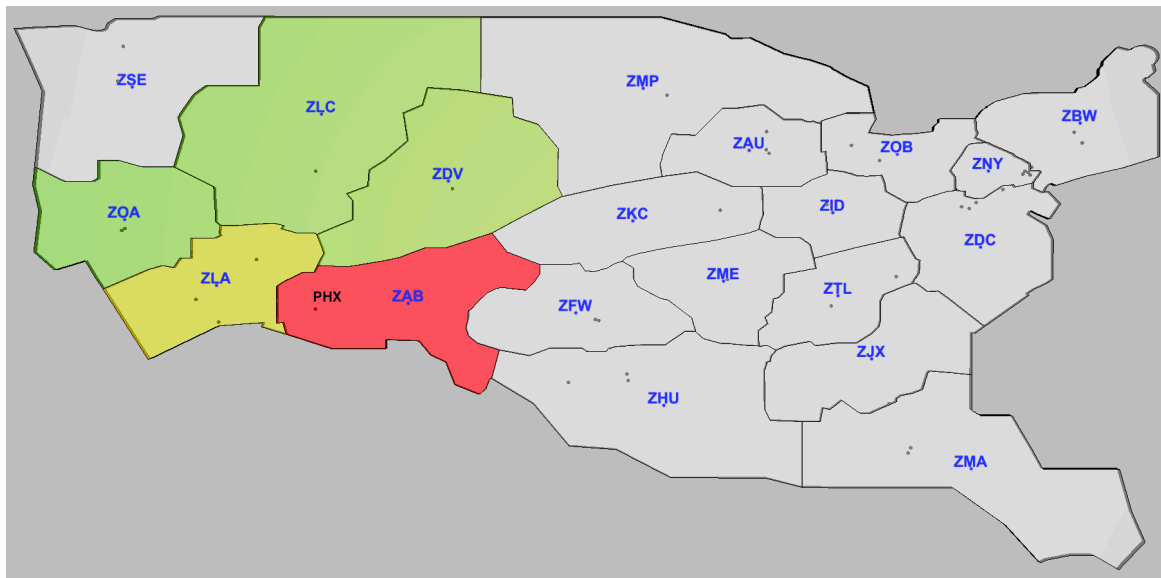 ZSE
ZLC
ZMP
ZBW
ZAU
ZOB
ZNY
ZDV
ZOA
ZKC
ZID
ZDC
ZLA
ZME
PHX
ZAB
ZFW
ZTL
ZJX
ZHU
ZMA